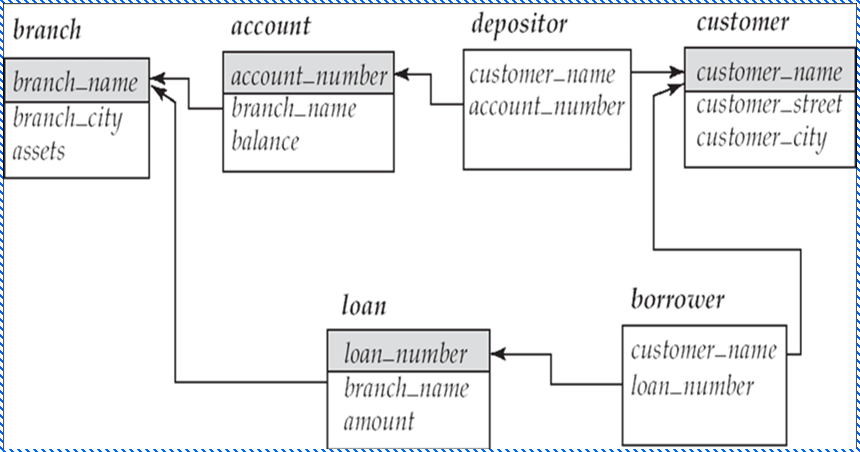 branch
branch_name
branch_city
assets
account
account_number
branch_name
balance
depositor
customer_name
account_number
customer
customer_name
customer_street
customer_city
loan
loan_number
branch_name
amount
borrower
customer_name
loan_number